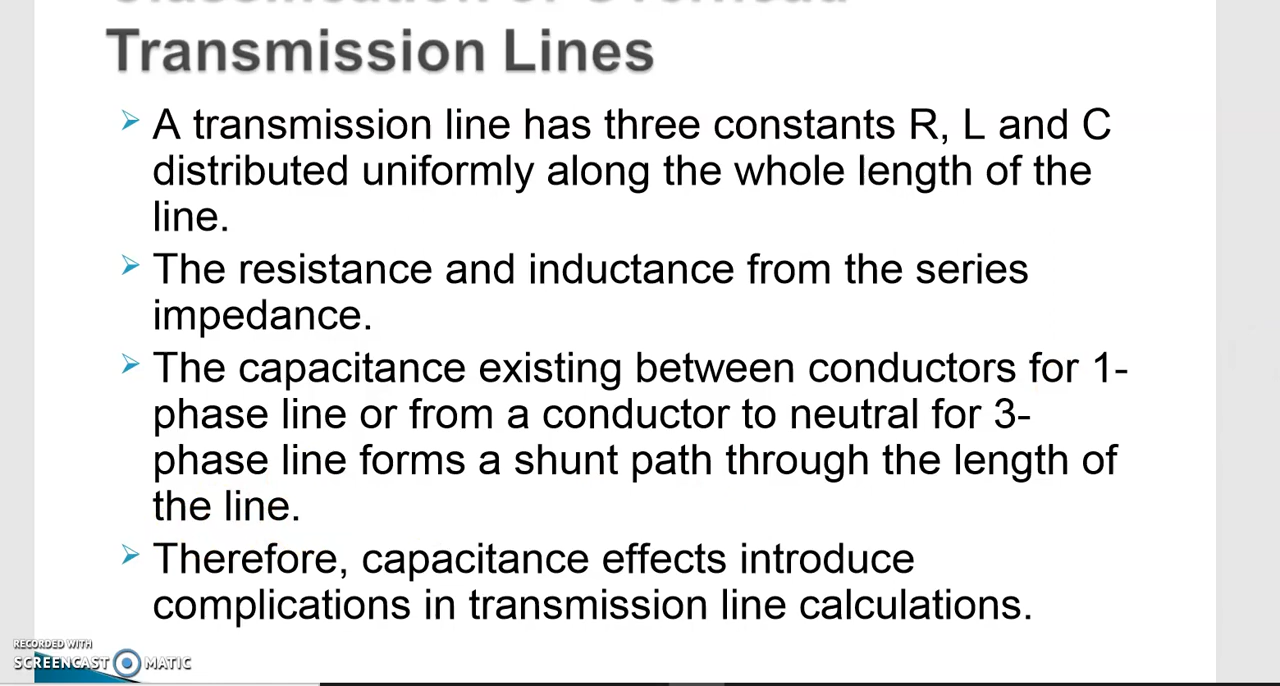 Classification of Overhead
Transmission Lines
A transmission line has three constants R, L and C
distributed uniformly along the whole length of the
line.
The resistance and inductance from the series
impedance.
The capacitance existing between conductors for 1-
phase line or from a conductor to neutral for 3-
phase line forms a shunt path through the length of
the line.
Therefore, capacitance effects introduce
complications in transmission line calculations.
RECORDED WITH
SCREENCAST MATIC